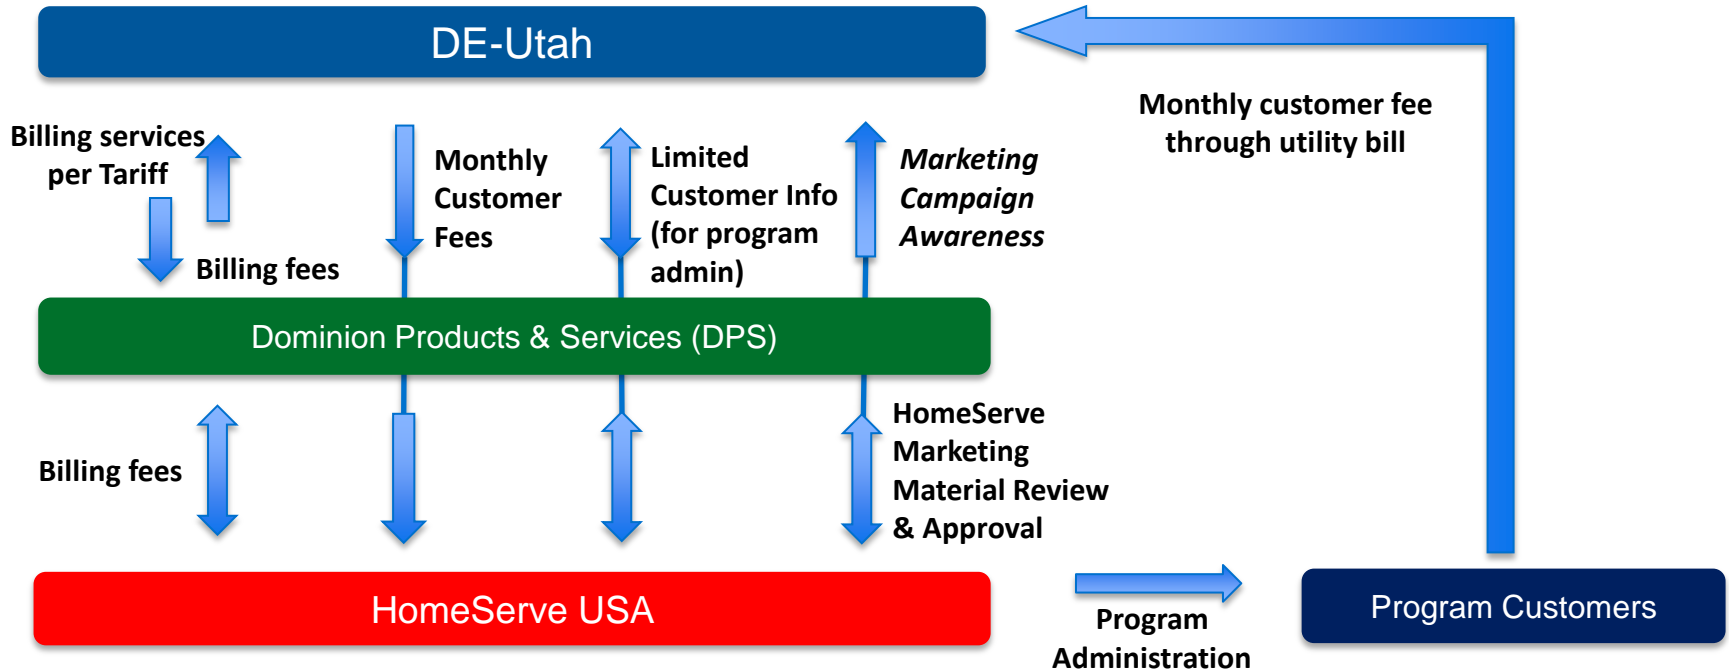 DE-Utah
Monthly customer fee
through utility bill
Billing services
per Tariff
Billing fees
Monthly
Customer
Fees
Limited
Customer Info
(for program
admin)
Marketing
Campaign
Awareness
Dominion Products & Services (DPS)
Billing fees
HomeServe
Marketing
Material Review
& Approval
HomeServe USA
Program
Administration
Program Customers